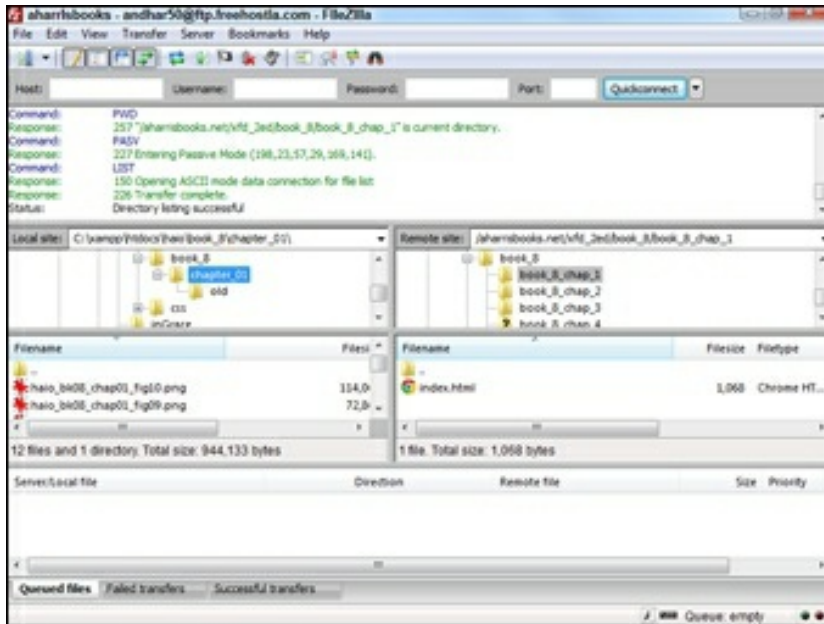 aharrisbooks - andhar50@ftp.freehostia.com - FileZilla
File Edit View Transfer Server Bookmarks Help
Host: Username: Password: Port: Quickconnect
Command: PWD
Response: 257 "/aharrisbooks.net/xfd_2ed/book_8/book_8_chap_1" is current directory.
Command: PASV
Response: 227 Entering Passive Mode (198,23,57,29,169,141).
Command: LIST
Response: 150 Opening ASCII mode data connection for file list
Response: 226 Transfer complete.
Status: Directory listing successful
Local site: C:\xampp\htdocs\haio\book_8\chapter_01\
Remote site: /aharrisbooks.net/xfd_2ed/book_8/book_8_chap_1
book_8
chapter_01
old
css
inGrace
book_8
book_8_chap_1
book_8_chap_2
book_8_chap_3
book_8_chap_4
Filename Filesi
..
haio_bk08_chap01_fig10.png 114,0
haio_bk08_chap01_fig09.png 72,8
12 files and 1 directory. Total size: 944,133 bytes
Filename Filesize Filetype
..
index.html 1,068 Chrome HT...
1 file. Total size: 1,068 bytes
Server/Local file Direction Remote file Size Priority
Queued files Failed transfers Successful transfers
Queue: empty